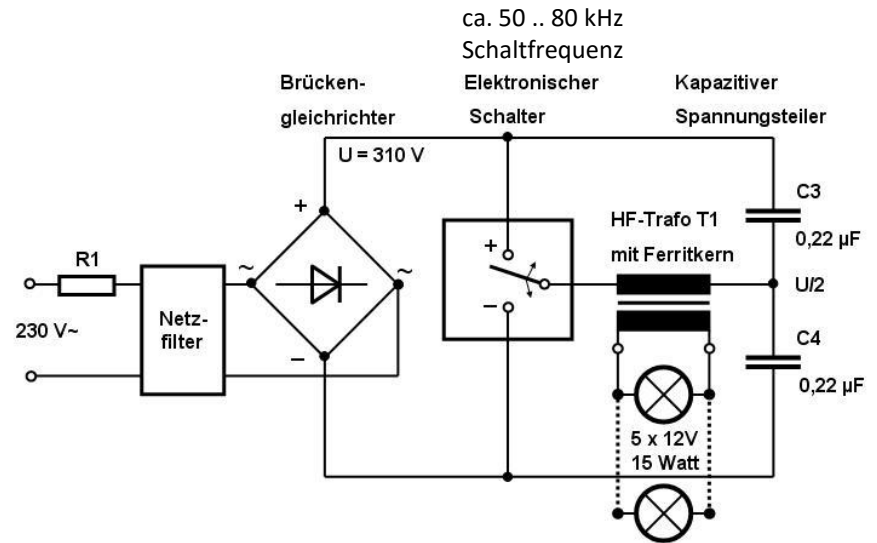 ca. 50 .. 80 kHz
Schaltfrequenz
Brücken-
gleichrichter
Elektronischer
Schalter
Kapazitiver
Spannungsteiler
U = 310 V
+
~
~
−
R1
230 V~
Netz-
filter
+
−
HF-Trafo T1
mit Ferritkern
C3
0,22 µF
U/2
C4
0,22 µF
5 x 12V
15 Watt